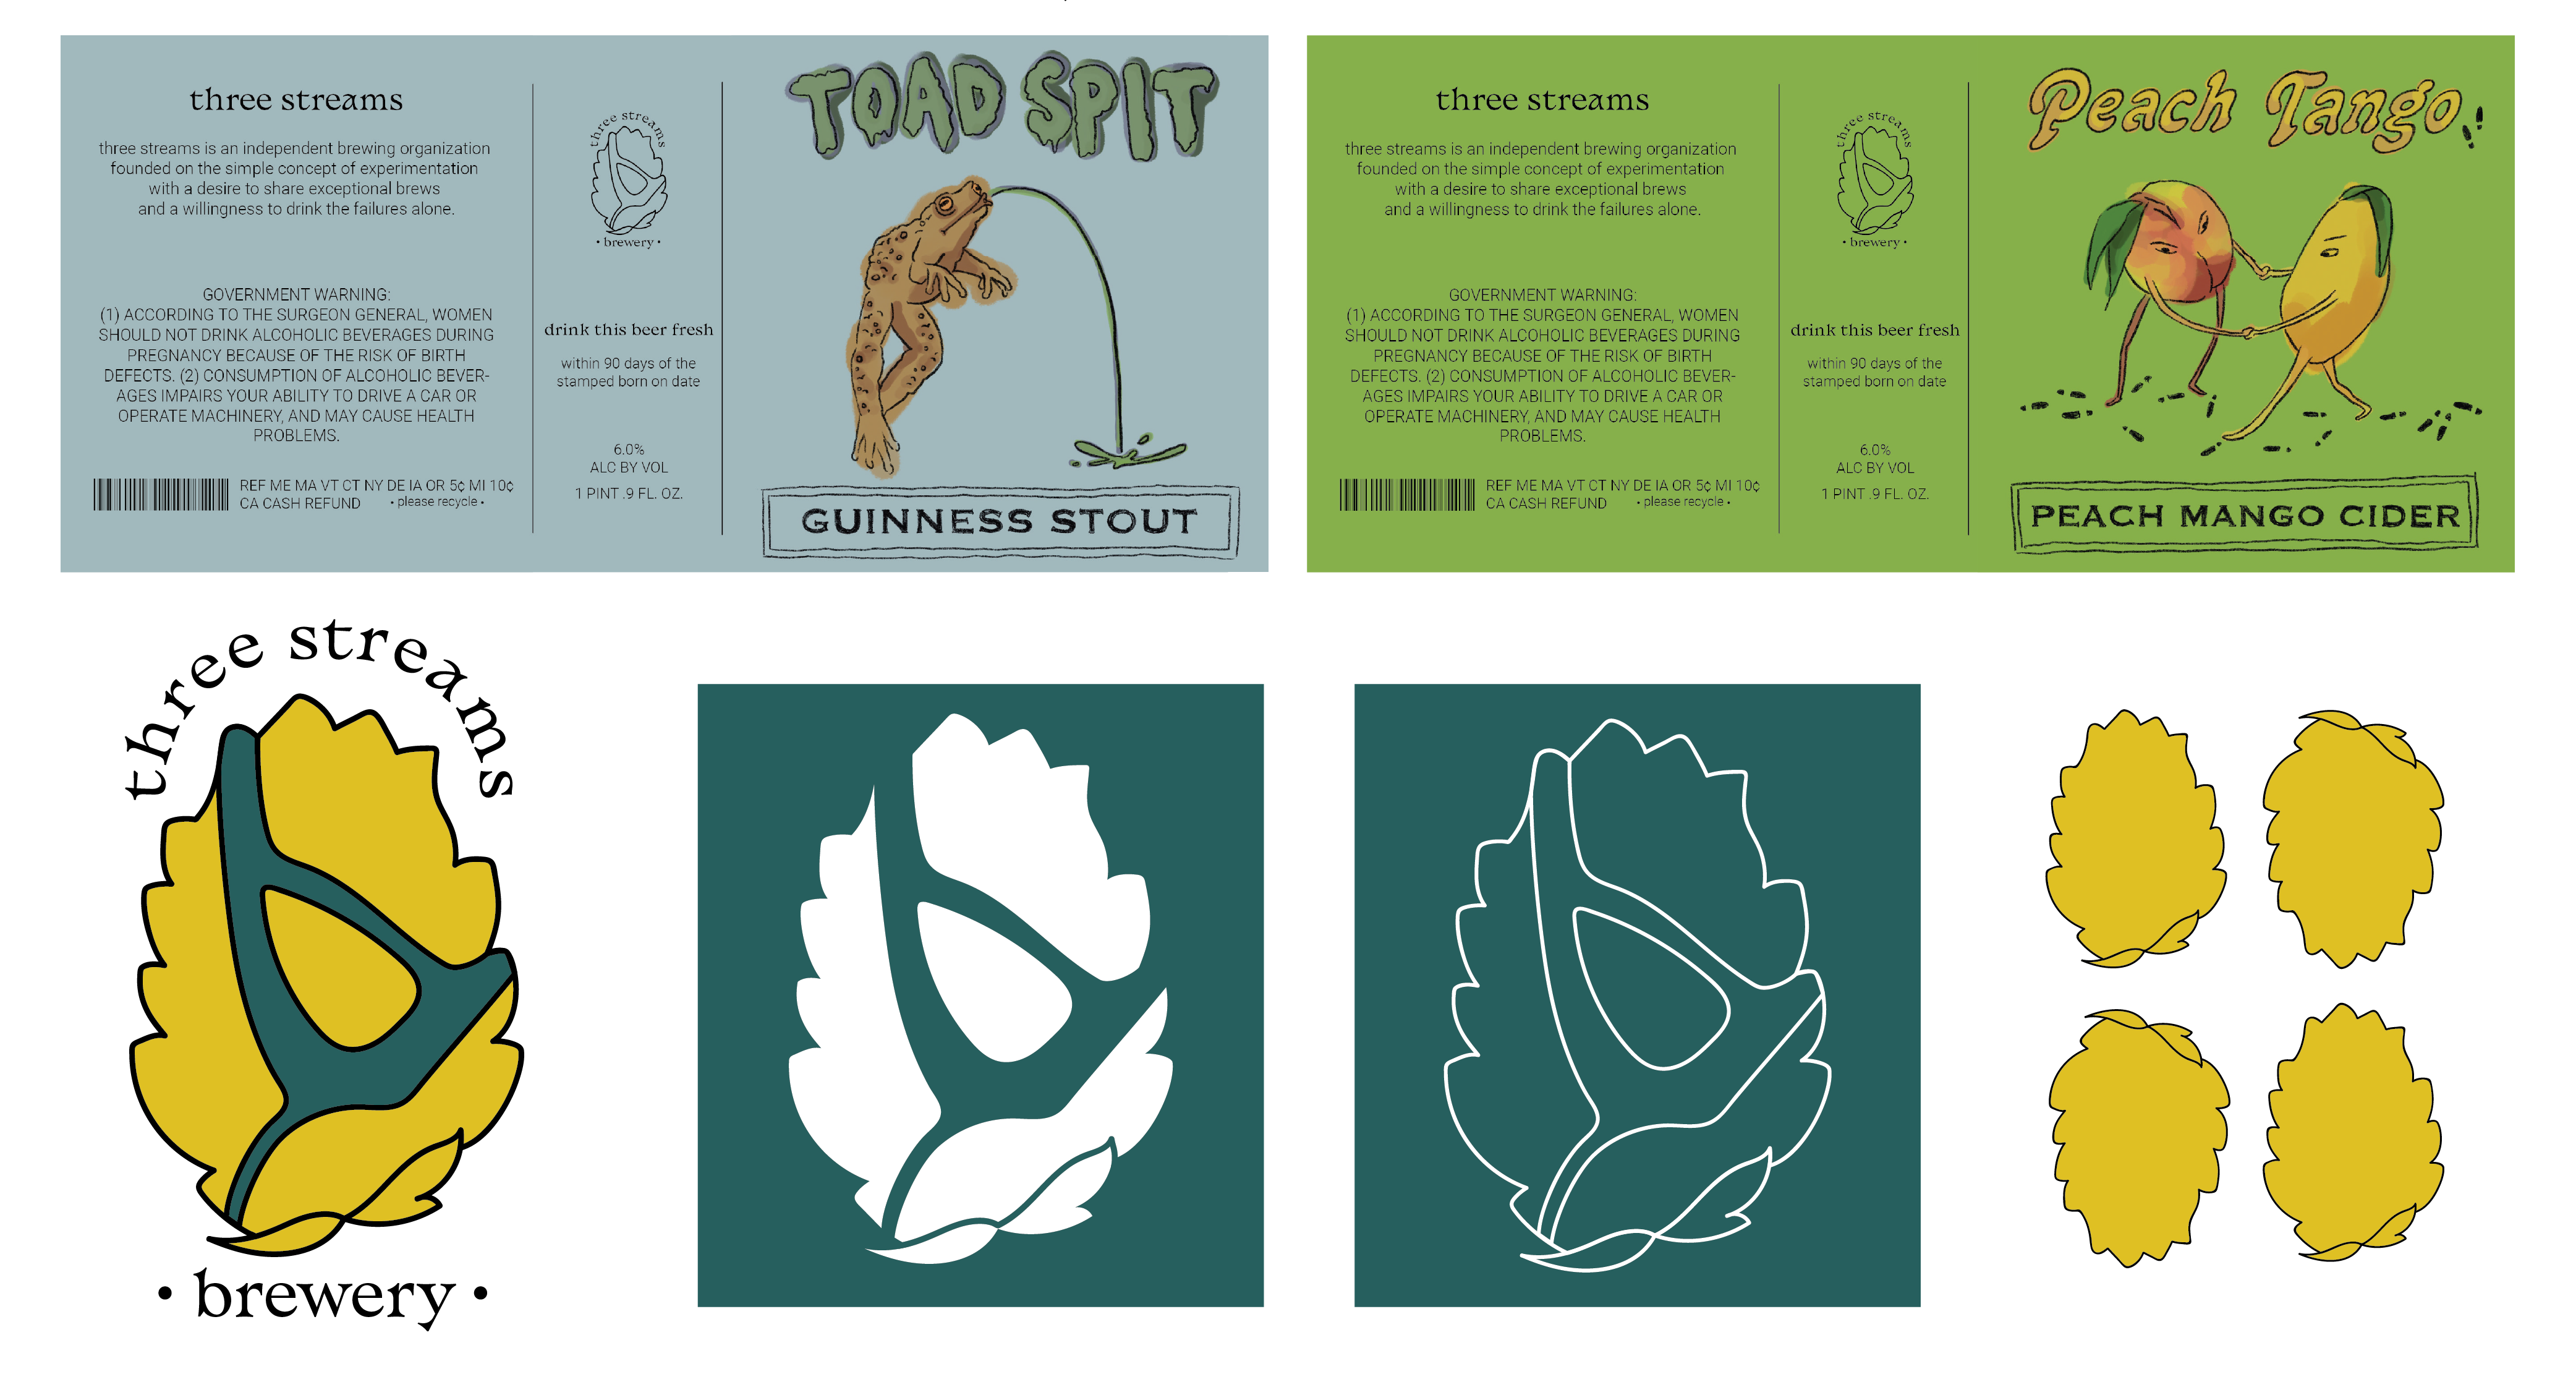 three streams
three streams is an independent brewing organization
founded on the simple concept of experimentation
with a desire to share exceptional brews
and a willingness to drink the failures alone.
GOVERNMENT WARNING:
(1) ACCORDING TO THE SURGEON GENERAL, WOMEN
SHOULD NOT DRINK ALCOHOLIC BEVERAGES DURING
PREGNANCY BECAUSE OF THE RISK OF BIRTH
DEFECTS. (2) CONSUMPTION OF ALCOHOLIC BEVER-
AGES IMPAIRS YOUR ABILITY TO DRIVE A CAR OR
OPERATE MACHINERY, AND MAY CAUSE HEALTH
PROBLEMS.
REF ME MA VT CT NY DE IA OR 5¢ MI 10¢
CA CASH REFUND • please recycle •
three streams
• brewery •
drink this beer fresh
within 90 days of the
stamped born on date
6.0%
ALC BY VOL
1 PINT .9 FL. OZ.
TOAD SPIT
GUINNESS STOUT
three streams
three streams is an independent brewing organization
founded on the simple concept of experimentation
with a desire to share exceptional brews
and a willingness to drink the failures alone.
GOVERNMENT WARNING:
(1) ACCORDING TO THE SURGEON GENERAL, WOMEN
SHOULD NOT DRINK ALCOHOLIC BEVERAGES DURING
PREGNANCY BECAUSE OF THE RISK OF BIRTH
DEFECTS. (2) CONSUMPTION OF ALCOHOLIC BEVER-
AGES IMPAIRS YOUR ABILITY TO DRIVE A CAR OR
OPERATE MACHINERY, AND MAY CAUSE HEALTH
PROBLEMS.
REF ME MA VT CT NY DE IA OR 5¢ MI 10¢
CA CASH REFUND • please recycle •
three streams
• brewery •
drink this beer fresh
within 90 days of the
stamped born on date
6.0%
ALC BY VOL
1 PINT .9 FL. OZ.
Peach Tango
PEACH MANGO CIDER
three streams
• brewery •